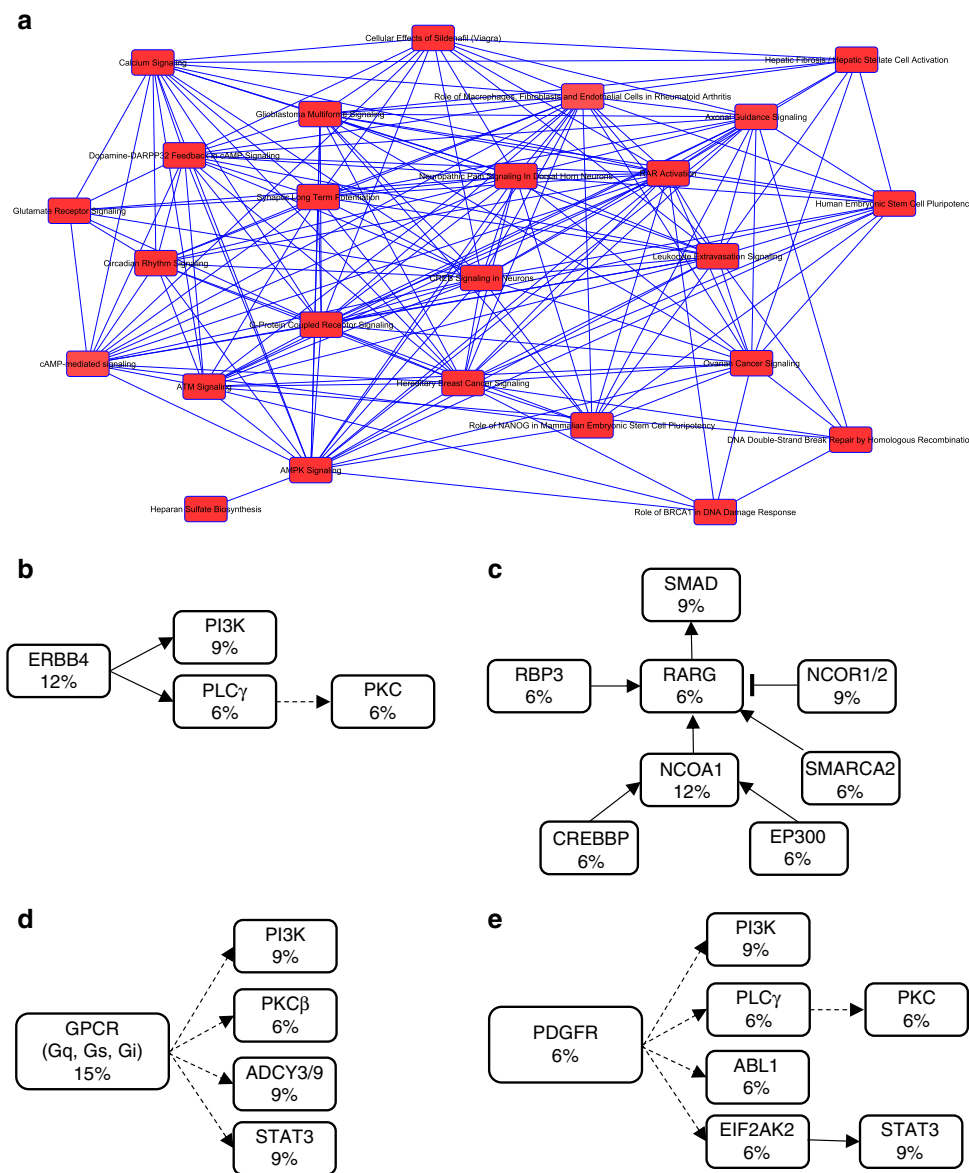 a
Cellular Effects of Sildenafil (Viagra)
Calcium Signaling
Hepatic Fibrosis / Hepatic Stellate Cell Activation
Role of Macrophages, Fibroblasts and Endothelial Cells in Rheumatoid Arthritis
Glioblastoma Multiforme Signaling
Axonal Guidance Signaling
Dopamine-DARPP32 Feedback in cAMP Signaling
Neuropathic Pain Signaling In Dorsal Horn Neurons
RAR Activation
Synaptic Long Term Potentiation
Glutamate Receptor Signaling
Human Embryonic Stem Cell Pluripotenc
Circadian Rhythm Signaling
Leukocyte Extravasation Signaling
CREB Signaling in Neurons
G-Protein Coupled Receptor Signaling
cAMP-mediated signaling
Ovarian Cancer Signaling
ATM Signaling
Hereditary Breast Cancer Signaling
Role of NANOG in Mammalian Embryonic Stem Cell Pluripotency
DNA Double-Strand Break Repair by Homologous Recombinatio
AMPK Signaling
Heparan Sulfate Biosynthesis
Role of BRCA1 in DNA Damage Response
b
ERBB4
12%
PI3K
9%
PLCγ
6%
PKC
6%
c
SMAD
9%
RBP3
6%
RARG
6%
NCOR1/2
9%
NCOA1
12%
SMARCA2
6%
CREBBP
6%
EP300
6%
d
GPCR
(Gq, Gs, Gi)
15%
PI3K
9%
PKCβ
6%
ADCY3/9
9%
STAT3
9%
e
PDGFR
6%
PI3K
9%
PLCγ
6%
PKC
6%
ABL1
6%
EIF2AK2
6%
STAT3
9%